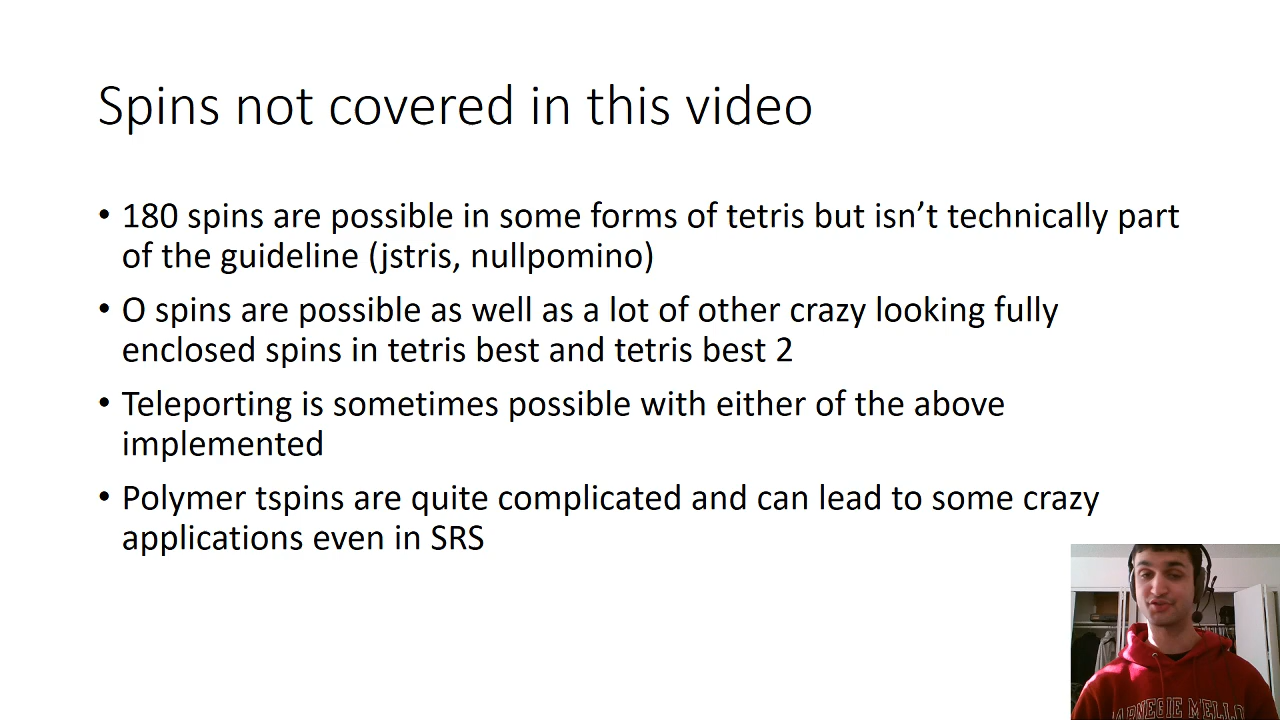 Spins not covered in this video
• 180 spins are possible in some forms of tetris but isn’t technically part
of the guideline (jstris, nullpomino)
• O spins are possible as well as a lot of other crazy looking fully
enclosed spins in tetris best and tetris best 2
• Teleporting is sometimes possible with either of the above
implemented
• Polymer tspins are quite complicated and can lead to some crazy
applications even in SRS
CARNEGIE MELLO